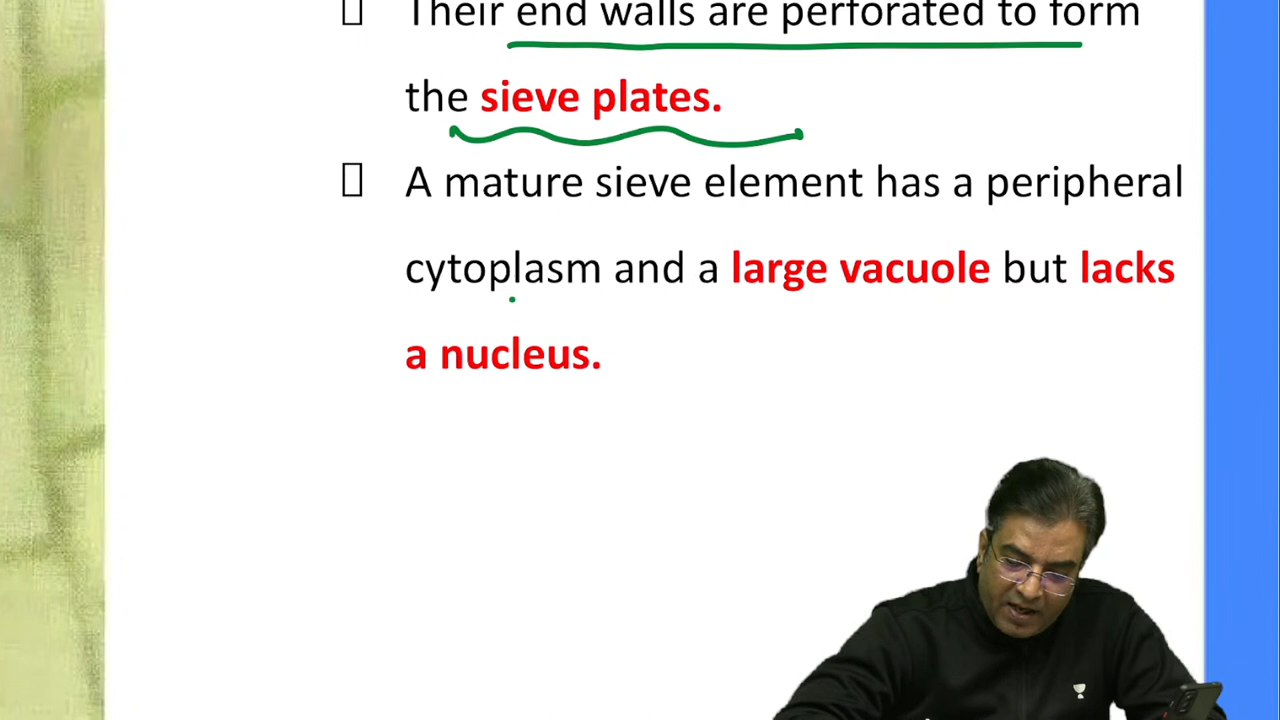 Their end walls are perforated to form
the sieve plates.
A mature sieve element has a peripheral
cytoplasm and a large vacuole but lacks
a nucleus.